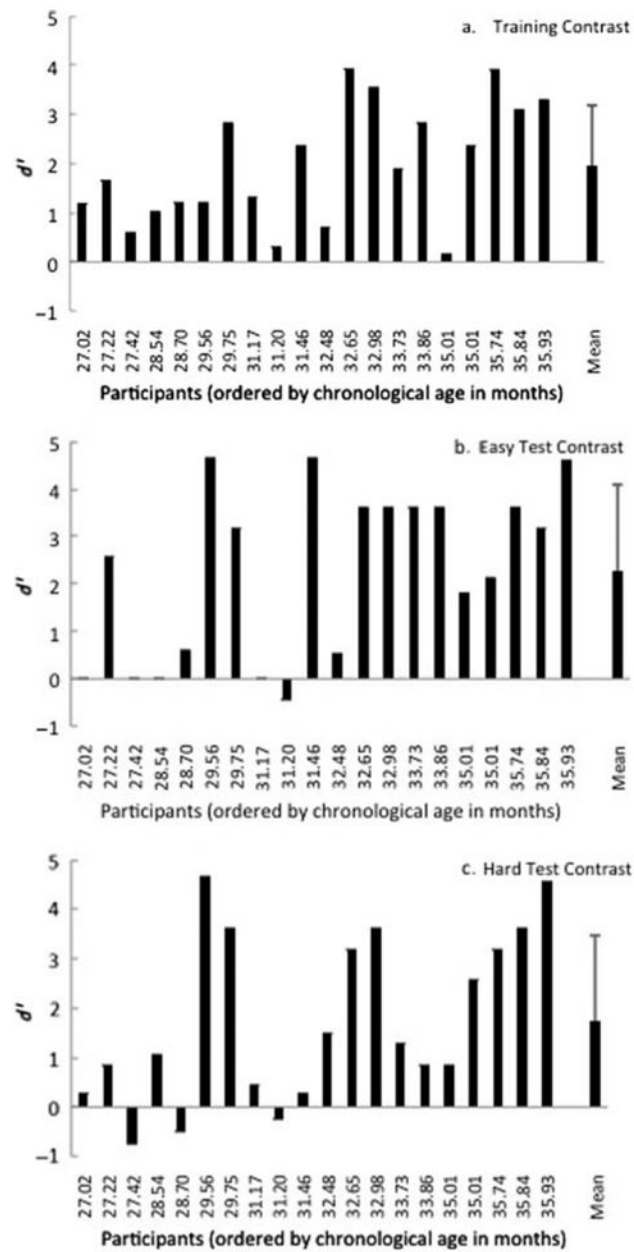 a. Training Contrast
5
4
3
2
1
0
−1
d'
27.02 27.22 27.42 28.54 28.70 29.56 29.75 31.17 31.20 31.46 32.48 32.65 32.98 33.73 33.86 35.01 35.01 35.74 35.84 35.93 Mean
Participants (ordered by chronological age in months)
b. Easy Test Contrast
5
4
3
2
1
0
−1
d'
27.02 27.22 27.42 28.54 28.70 29.56 29.75 31.17 31.20 31.46 32.48 32.65 32.98 33.73 33.86 35.01 35.01 35.74 35.84 35.93 Mean
Participants (ordered by chronological age in months)
c. Hard Test Contrast
5
4
3
2
1
0
−1
d'
27.02 27.22 27.42 28.54 28.70 29.56 29.75 31.17 31.20 31.46 32.48 32.65 32.98 33.73 33.86 35.01 35.01 35.74 35.84 35.93 Mean
Participants (ordered by chronological age in months)